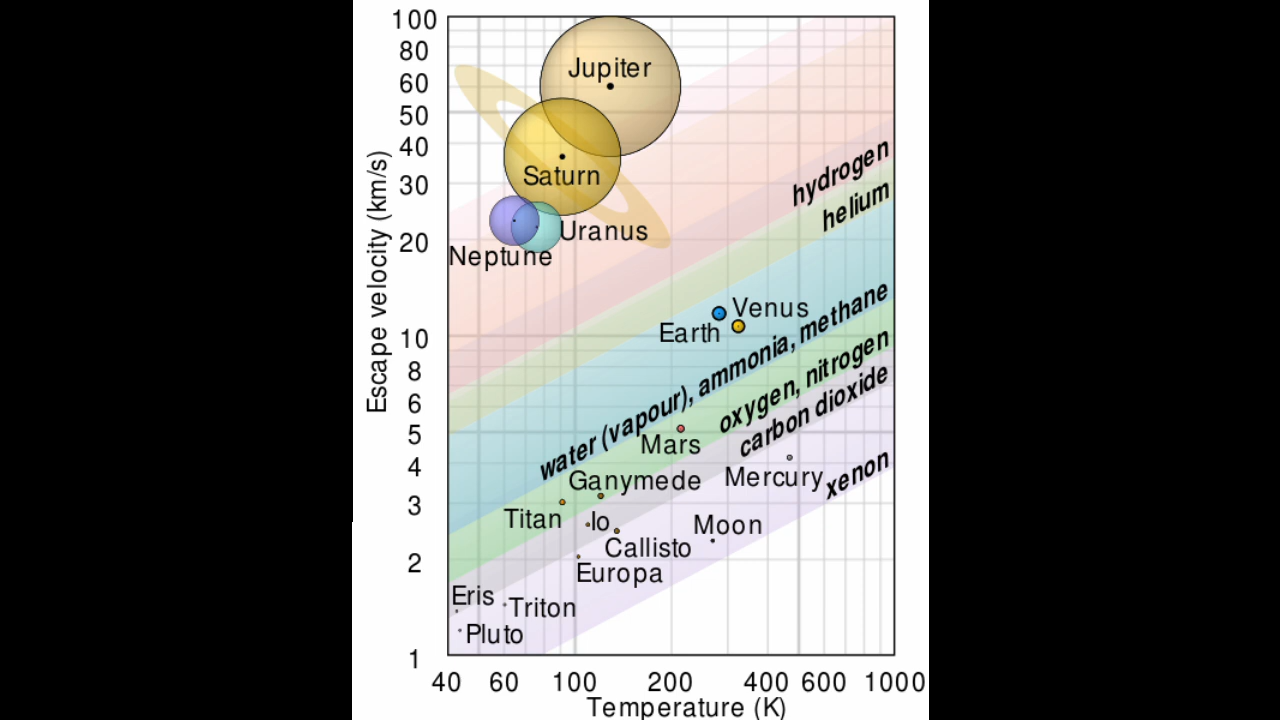 100
80
60
50
40
30
20
10
8
6
5
4
3
2
1
Escape velocity (km/s)
Jupiter
Saturn
Uranus
Neptune
hydrogen
helium
Venus
Earth
water (vapour), ammonia, methane
oxygen, nitrogen
carbon dioxide
Mars
Mercury
xenon
Ganymede
Titan
Io
Moon
Callisto
Europa
Eris
Triton
Pluto
40 60 100 200 400 600 1000
Temperature (K)